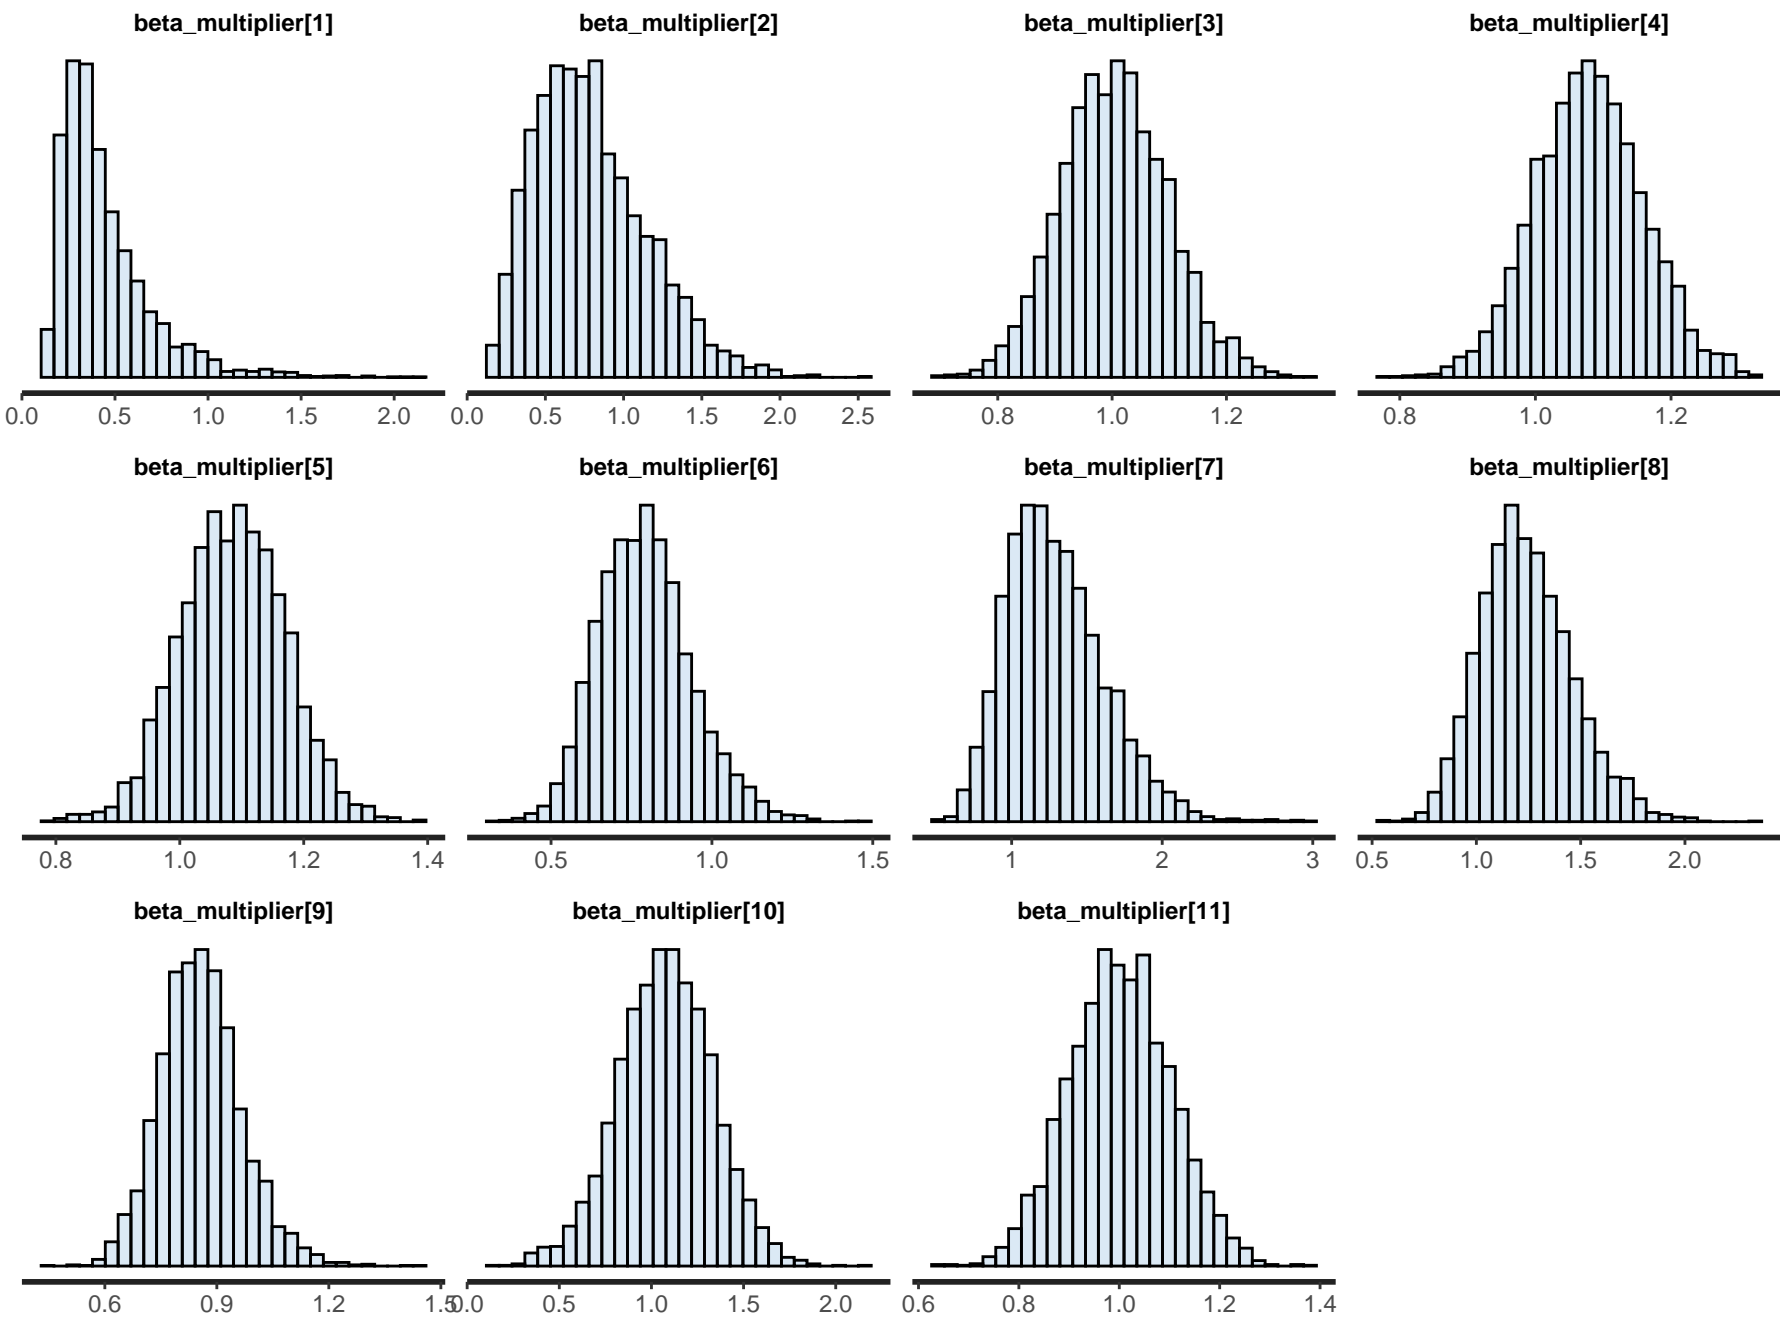 beta_multiplier[1] beta_multiplier[2] beta_multiplier[3] beta_multiplier[4]
0.0 0.5 1.0 1.5 2.0 0.0 0.5 1.0 1.5 2.0 2.5 0.8 1.0 1.2 0.8 1.0 1.2
beta_multiplier[5] beta_multiplier[6] beta_multiplier[7] beta_multiplier[8]
0.8 1.0 1.2 1.4 0.5 1.0 1.5 1 2 3 0.5 1.0 1.5 2.0
beta_multiplier[9] beta_multiplier[10] beta_multiplier[11]
0.6 0.9 1.2 1.5 0.0 0.5 1.0 1.5 2.0 0.6 0.8 1.0 1.2 1.4